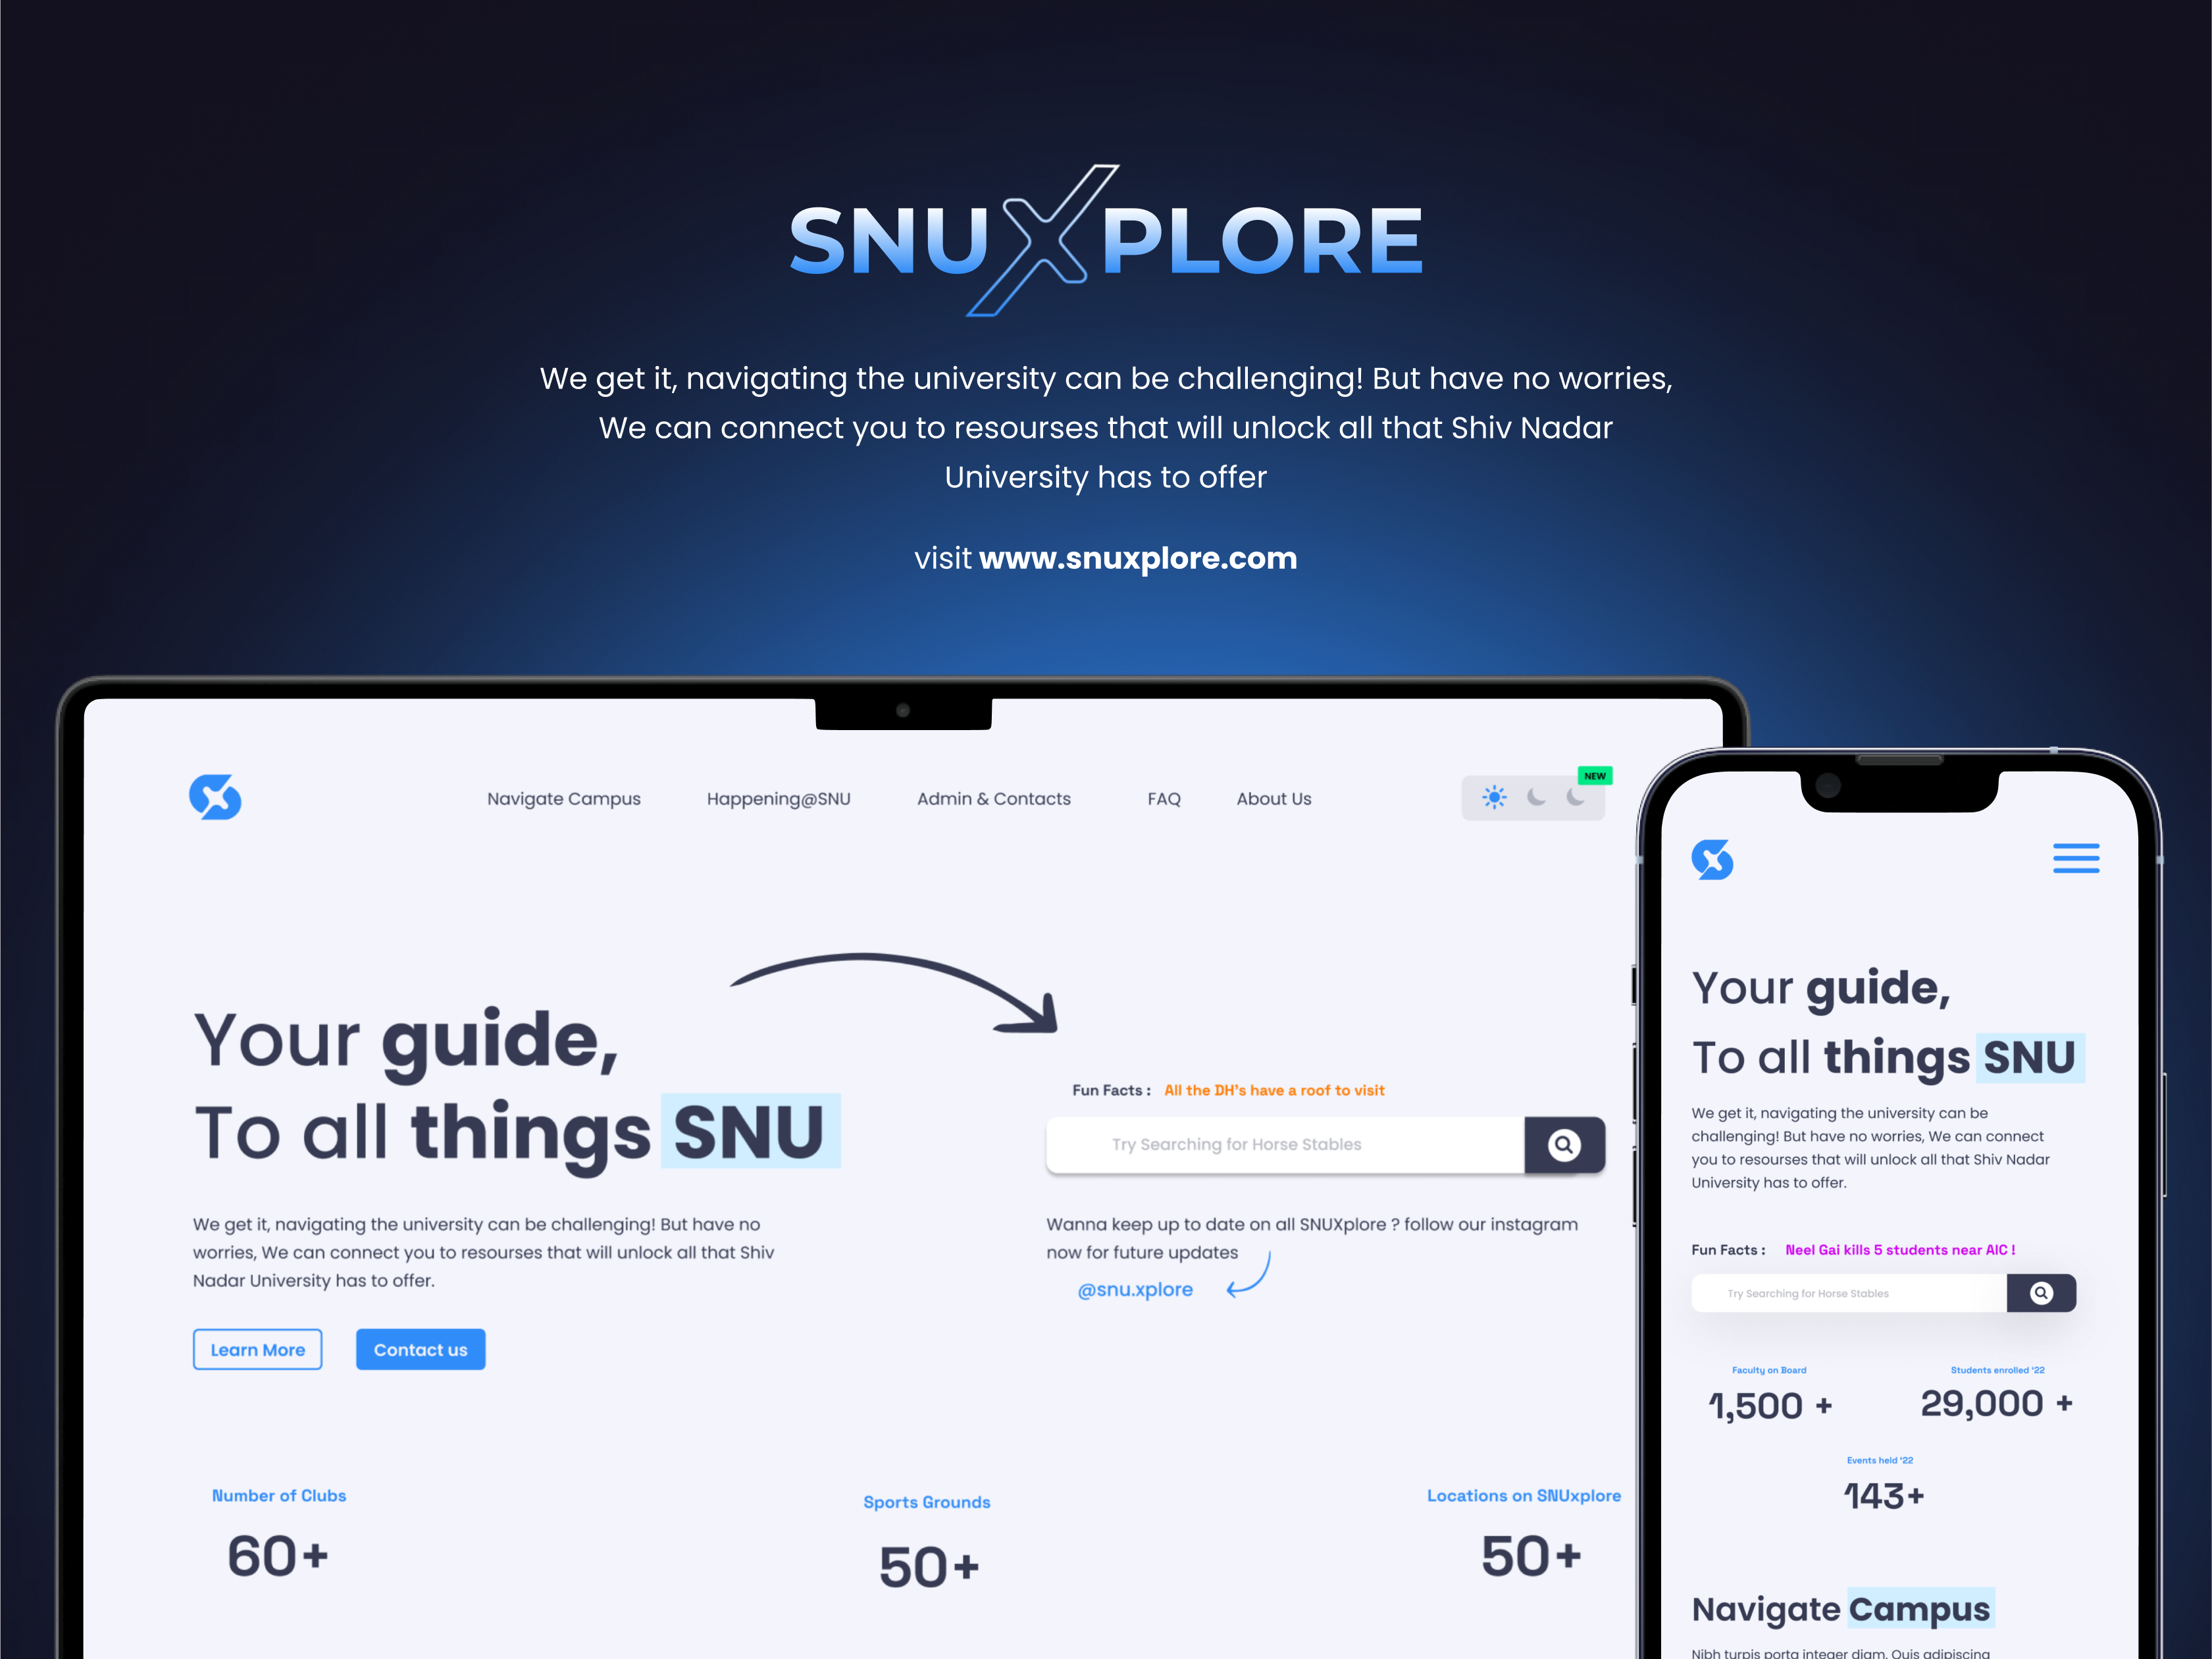 SNUXPLORE
We get it, navigating the university can be challenging! But have no worries,
We can connect you to resourses that will unlock all that Shiv Nadar
University has to offer
visit www.snuxplore.com
Navigate Campus
Happening@SNU
Admin & Contacts
FAQ
About Us
NEW
Your guide,
To all things SNU
We get it, navigating the university can be challenging! But have no
worries, We can connect you to resourses that will unlock all that Shiv
Nadar University has to offer.
Learn More
Contact us
Fun Facts : All the DH's have a roof to visit
Try Searching for Horse Stables
Wanna keep up to date on all SNUXplore ? follow our instagram
now for future updates
@snu.xplore
Number of Clubs
60+
Sports Grounds
50+
Locations on SNUxplore
50+
Your guide,
To all things SNU
We get it, navigating the university can be
challenging! But have no worries, We can connect
you to resourses that will unlock all that Shiv Nadar
University has to offer.
Fun Facts : Neel Gai kills 5 students near AIC !
Try Searching for Horse Stables
Faculty on Board
1,500 +
Students enrolled '22
29,000 +
Events held '22
143+
Navigate Campus
Nibh turpis porta integer diam. Quis adipiscing